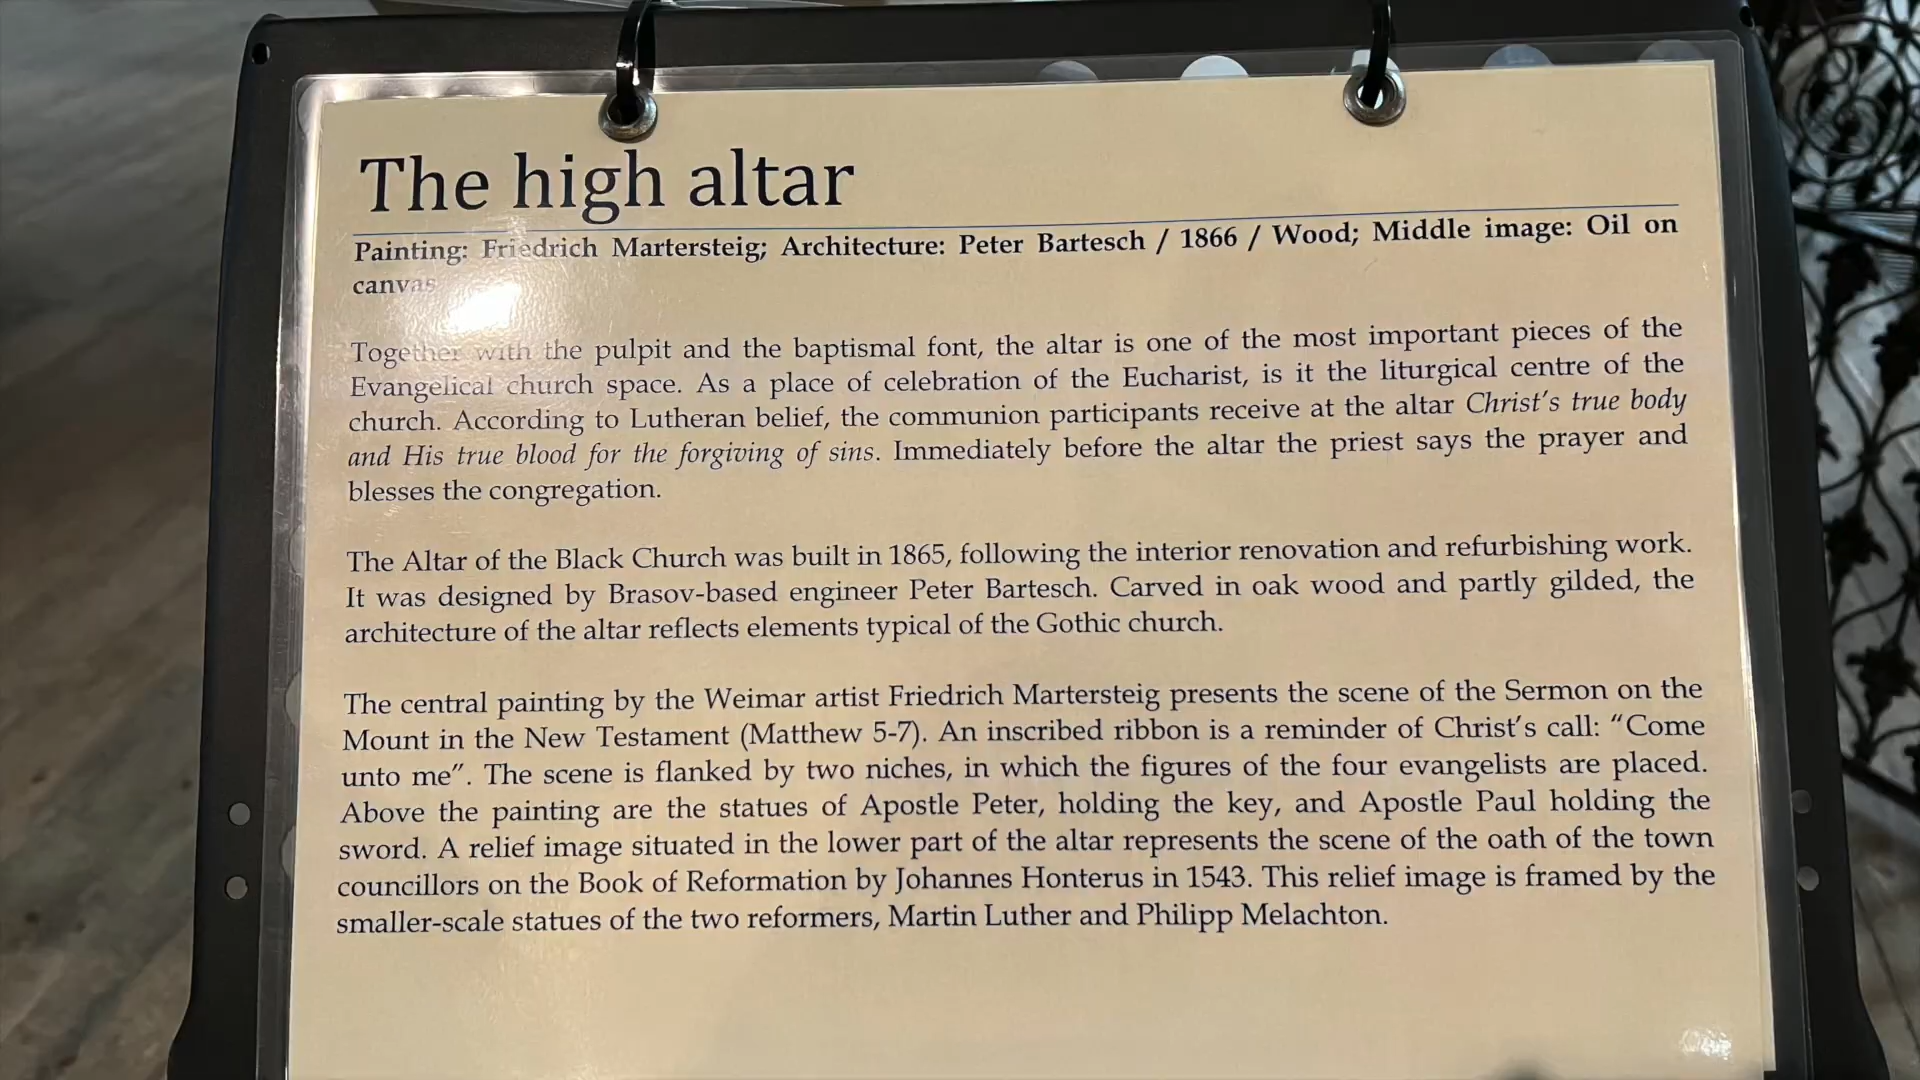 The high altar
Painting: Friedrich Martersteig; Architecture: Peter Bartesch / 1866 / Wood; Middle image: Oil on
canvas
Together with the pulpit and the baptismal font, the altar is one of the most important pieces of the
Evangelical church space. As a place of celebration of the Eucharist, is it the liturgical centre of the
church. According to Lutheran belief, the communion participants receive at the altar Christ's true body
and His true blood for the forgiving of sins. Immediately before the altar the priest says the prayer and
blesses the congregation.
The Altar of the Black Church was built in 1865, following the interior renovation and refurbishing work.
It was designed by Brasov-based engineer Peter Bartesch. Carved in oak wood and partly gilded, the
architecture of the altar reflects elements typical of the Gothic church.
The central painting by the Weimar artist Friedrich Martersteig presents the scene of the Sermon on the
Mount in the New Testament (Matthew 5-7). An inscribed ribbon is a reminder of Christ's call: “Come
unto me”. The scene is flanked by two niches, in which the figures of the four evangelists are placed.
Above the painting are the statues of Apostle Peter, holding the key, and Apostle Paul holding the
sword. A relief image situated in the lower part of the altar represents the scene of the oath of the town
councillors on the Book of Reformation by Johannes Honterus in 1543. This relief image is framed by the
smaller-scale statues of the two reformers, Martin Luther and Philipp Melachton.